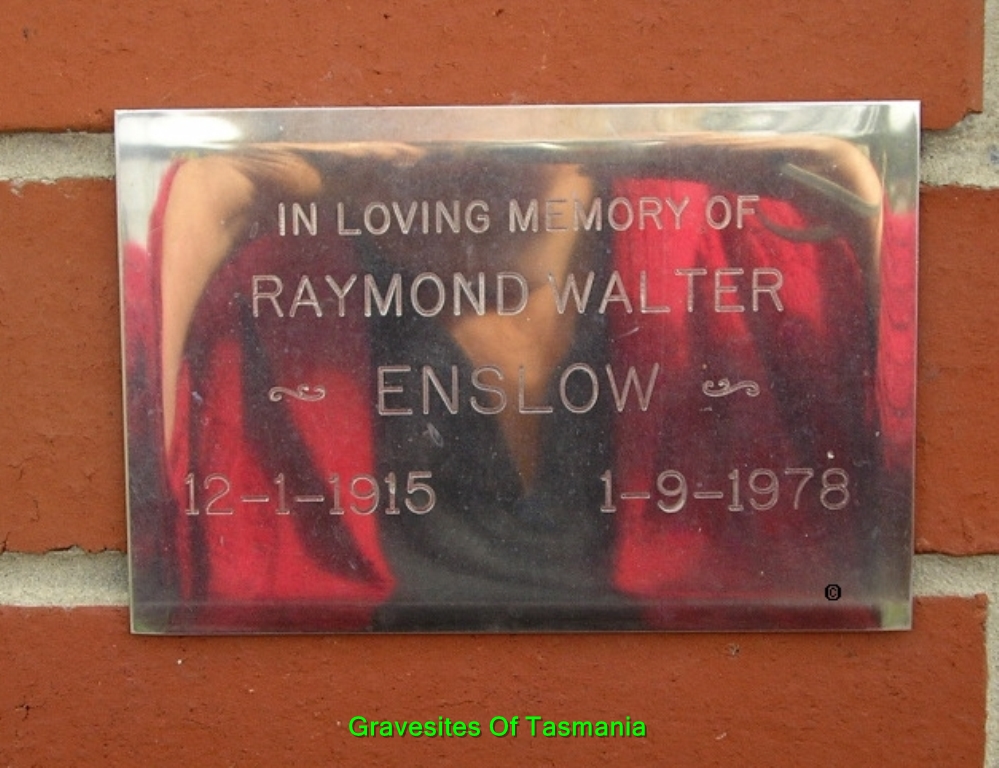 IN LOVING MEMORY OF
RAYMOND WALTER
ENSLOW
12-1-1915 1-9-1978
©
Gravesites Of Tasmania